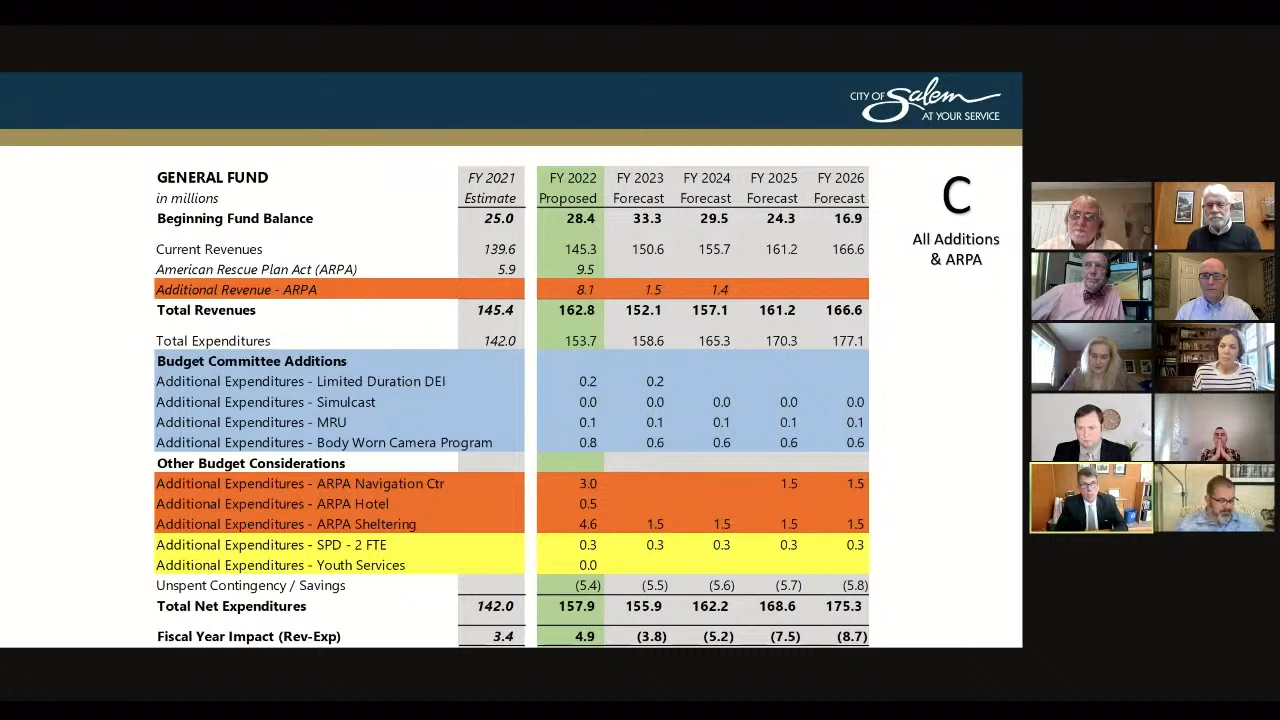 CITY OF Salem
AT YOUR SERVICE
GENERAL FUND FY 2021 FY 2022 FY 2023 FY 2024 FY 2025 FY 2026
in millions Estimate Proposed Forecast Forecast Forecast Forecast
Beginning Fund Balance 25.0 28.4 33.3 29.5 24.3 16.9
Current Revenues 139.6 145.3 150.6 155.7 161.2 166.6
American Rescue Plan Act (ARPA) 5.9 9.5
Additional Revenue - ARPA 8.1 1.5 1.4
Total Revenues 145.4 162.8 152.1 157.1 161.2 166.6
Total Expenditures 142.0 153.7 158.6 165.3 170.3 177.1
Budget Committee Additions
Additional Expenditures - Limited Duration DEI 0.2 0.2
Additional Expenditures - Simulcast 0.0 0.0 0.0 0.0 0.0
Additional Expenditures - MRU 0.1 0.1 0.1 0.1 0.1
Additional Expenditures - Body Worn Camera Program 0.8 0.6 0.6 0.6 0.6
Other Budget Considerations
Additional Expenditures - ARPA Navigation Ctr 3.0 1.5 1.5
Additional Expenditures - ARPA Hotel 0.5
Additional Expenditures - ARPA Sheltering 4.6 1.5 1.5 1.5 1.5
Additional Expenditures - SPD - 2 FTE 0.3 0.3 0.3 0.3 0.3
Additional Expenditures - Youth Services 0.0
Unspent Contingency / Savings (5.4) (5.5) (5.6) (5.7) (5.8)
Total Net Expenditures 142.0 157.9 155.9 162.2 168.6 175.3
Fiscal Year Impact (Rev-Exp) 3.4 4.9 (3.8) (5.2) (7.5) (8.7)
C
All Additions
& ARPA